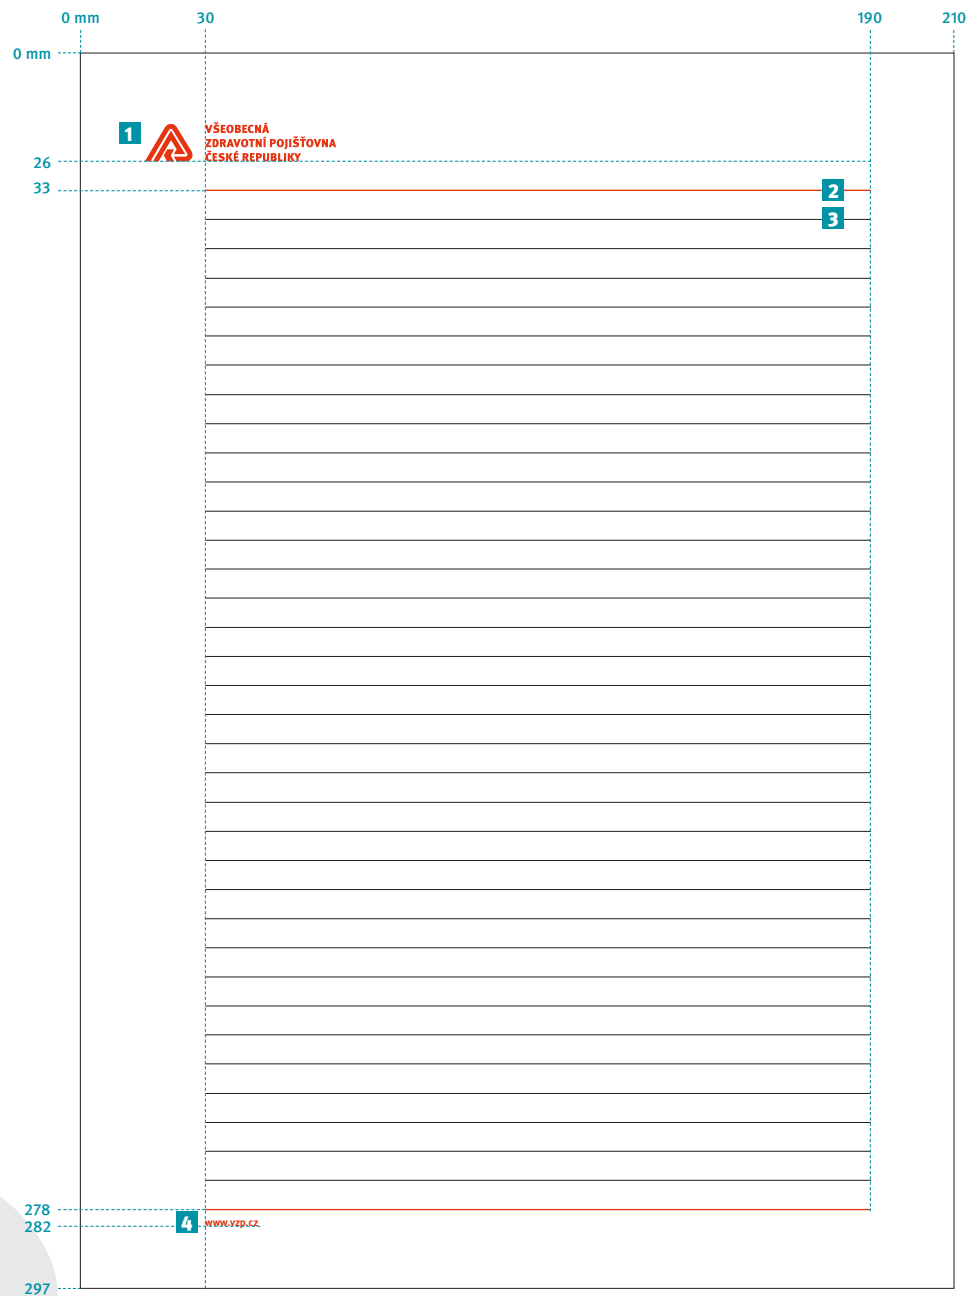 0 mm 30 190 210
0 mm
1
VŠEOBECNÁ
ZDRAVOTNÍ POJIŠŤOVNA
ČESKÉ REPUBLIKY
26
33
2
3
278
4
www.vzp.cz
282
297